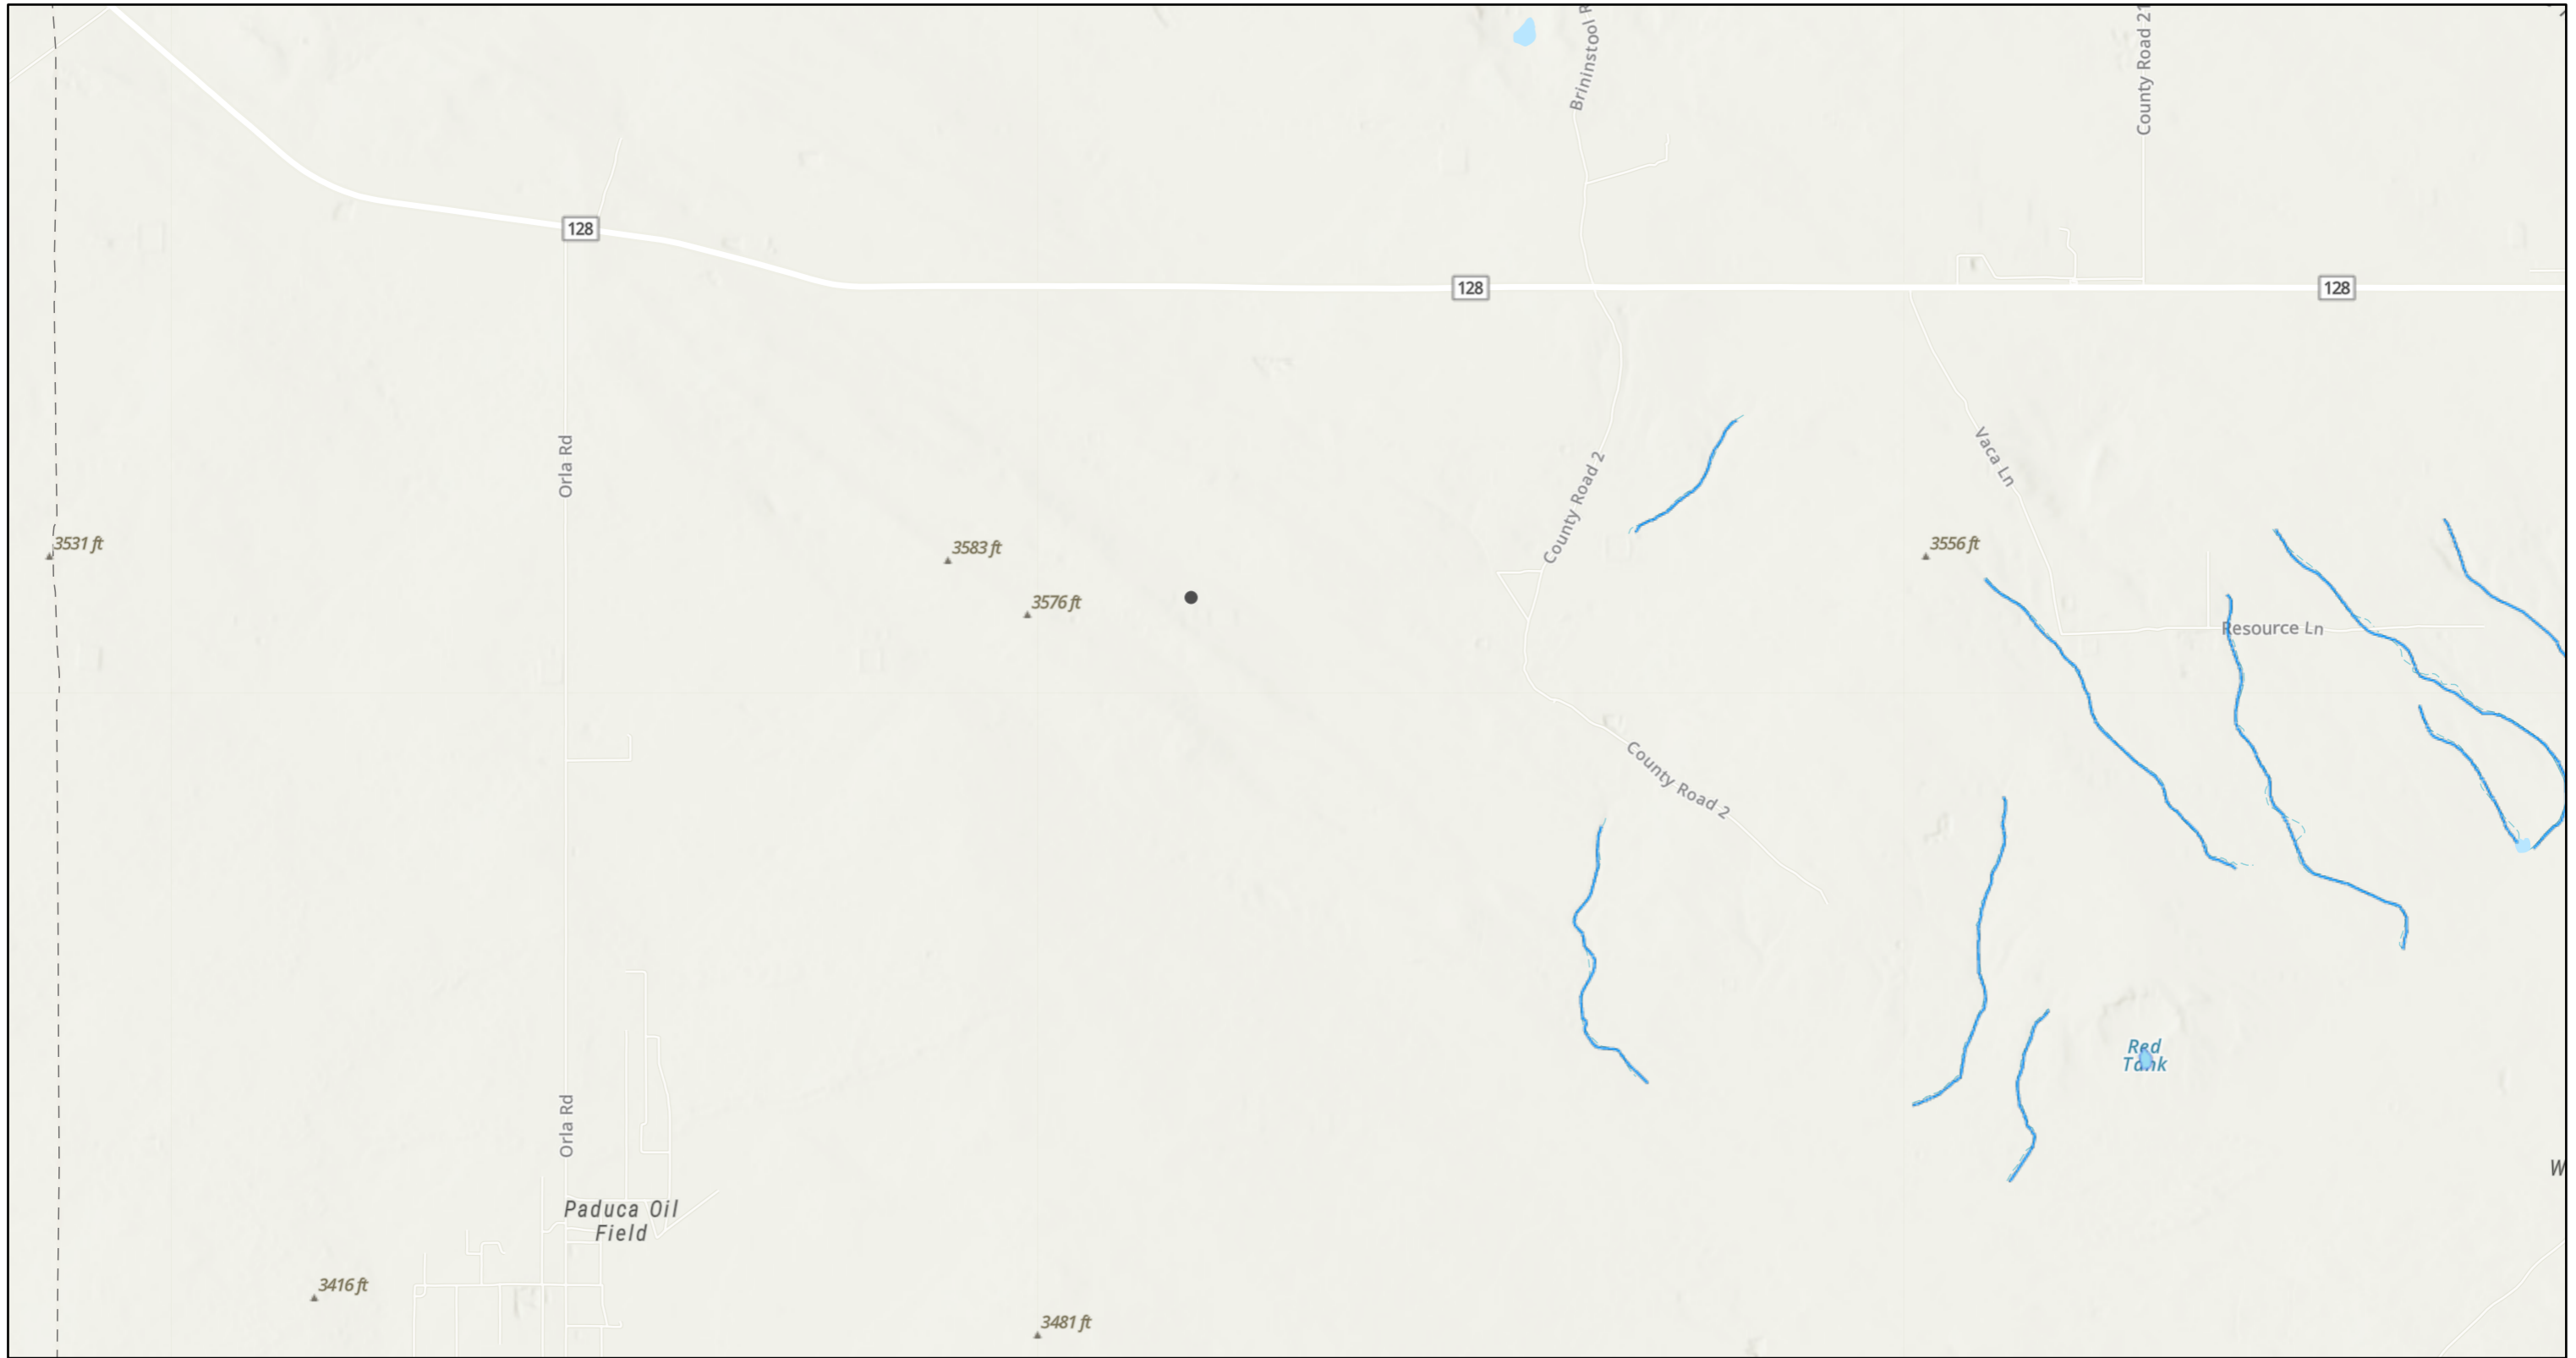 Brininstool R
County Road 21
128
128
128
Orla Rd
County Road 2
Vaca Ln
3531 ft
3583 ft
3556 ft
3576 ft
Resource Ln
County Road 2
Red
Tank
Orla Rd
W
Paduca Oil
Field
3416 ft
3481 ft